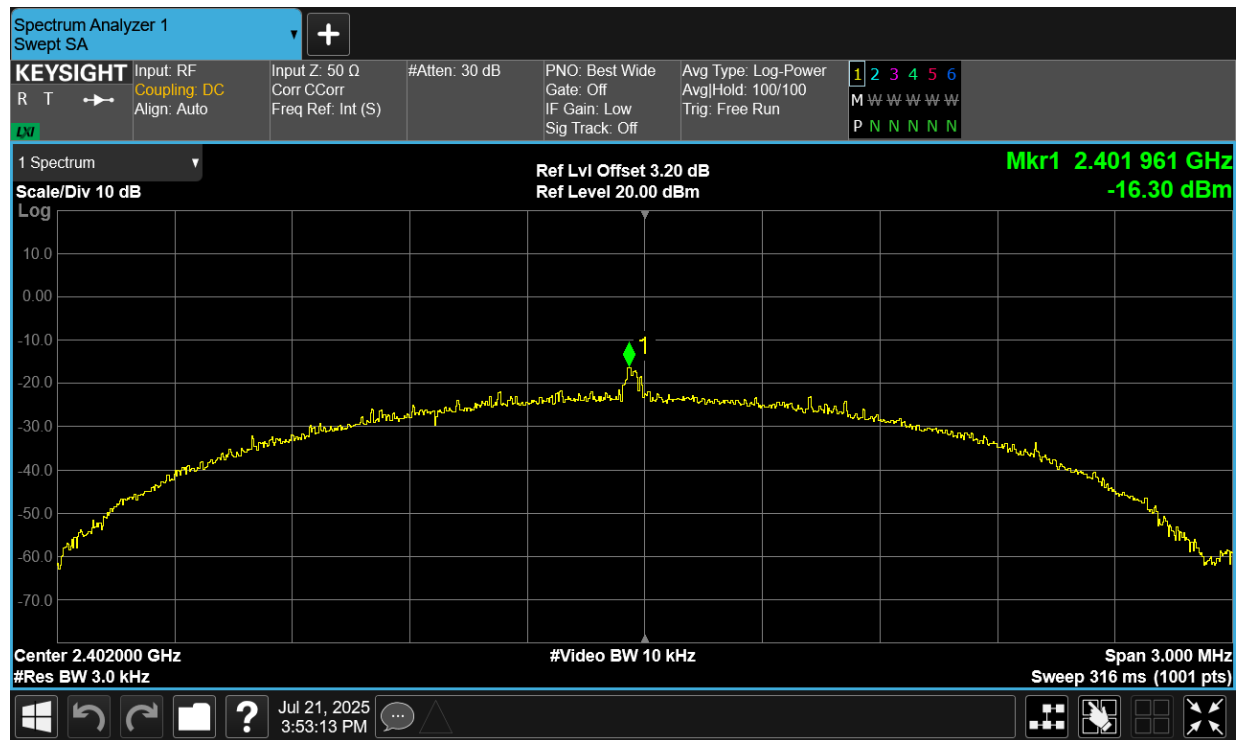 Spectrum Analyzer 1
Swept SA
KEYSIGHT
R T
LXI
Input: RF
Coupling: DC
Align: Auto
Input Z: 50 Ω
Corr CCorr
Freq Ref: Int (S)
#Atten: 30 dB
PNO: Best Wide
Gate: Off
IF Gain: Low
Sig Track: Off
Avg Type: Log-Power
Avg|Hold: 100/100
Trig: Free Run
1 2 3 4 5 6
M W W W W W
P N N N N N N
1 Spectrum
Scale/Div 10 dB
Ref Lvl Offset 3.20 dB
Ref Level 20.00 dBm
Mkr1 2.401 961 GHz
-16.30 dBm
Log
10.0
0.00
-10.0
1
-20.0
-30.0
-40.0
-50.0
-60.0
-70.0
Center 2.402000 GHz
#Res BW 3.0 kHz
#Video BW 10 kHz
Span 3.000 MHz
Sweep 316 ms (1001 pts)
?
Jul 21, 2025
3:53:13 PM